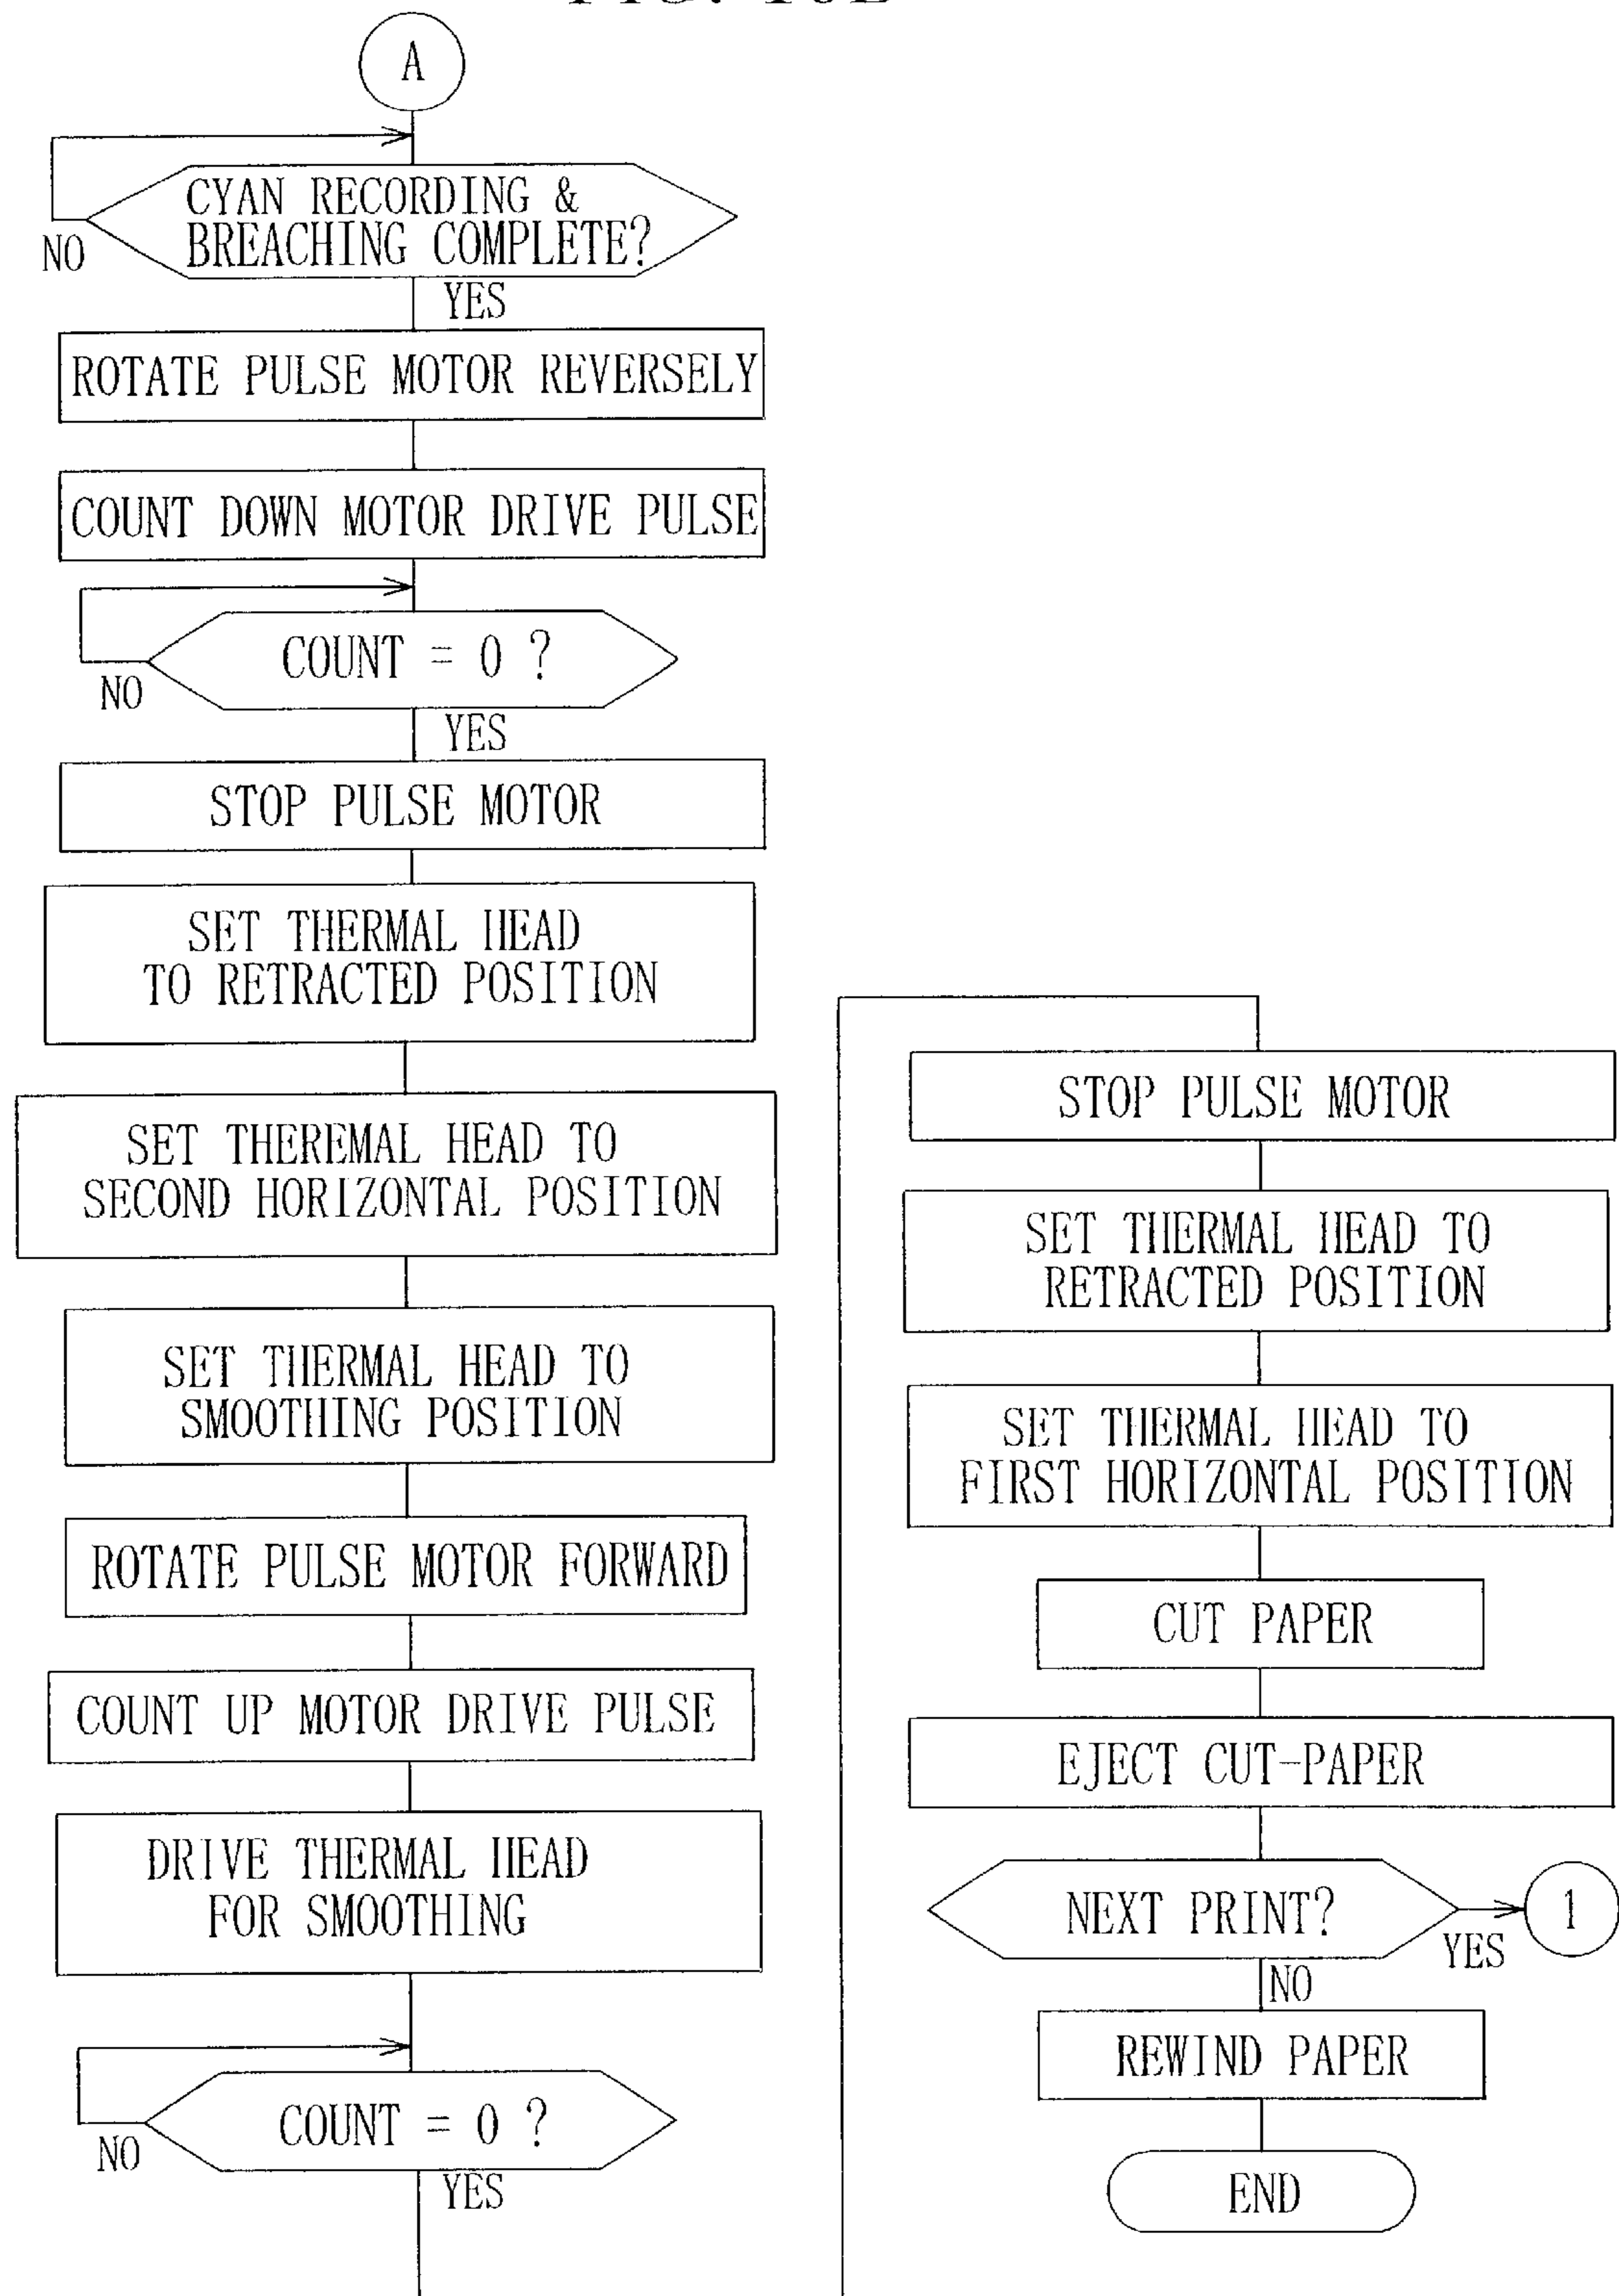 A
CYAN RECORDING &
BREACHING COMPLETE?
NO
YES
ROTATE PULSE MOTOR REVERSELY
COUNT DOWN MOTOR DRIVE PULSE
COUNT = 0 ?
NO
YES
STOP PULSE MOTOR
SET THERMAL HEAD
TO RETRACTED POSITION
SET THEREMAL HEAD TO
SECOND HORIZONTAL POSITION
SET THERMAL HEAD TO
SMOOTHING POSITION
ROTATE PULSE MOTOR FORWARD
COUNT UP MOTOR DRIVE PULSE
DRIVE THERMAL HEAD
FOR SMOOTHING
COUNT = 0 ?
NO
YES
STOP PULSE MOTOR
SET THERMAL HEAD TO
RETRACTED POSITION
SET THERMAL HEAD TO
FIRST HORIZONTAL POSITION
CUT PAPER
EJECT CUT-PAPER
NEXT PRINT?
YES
1
NO
REWIND PAPER
END